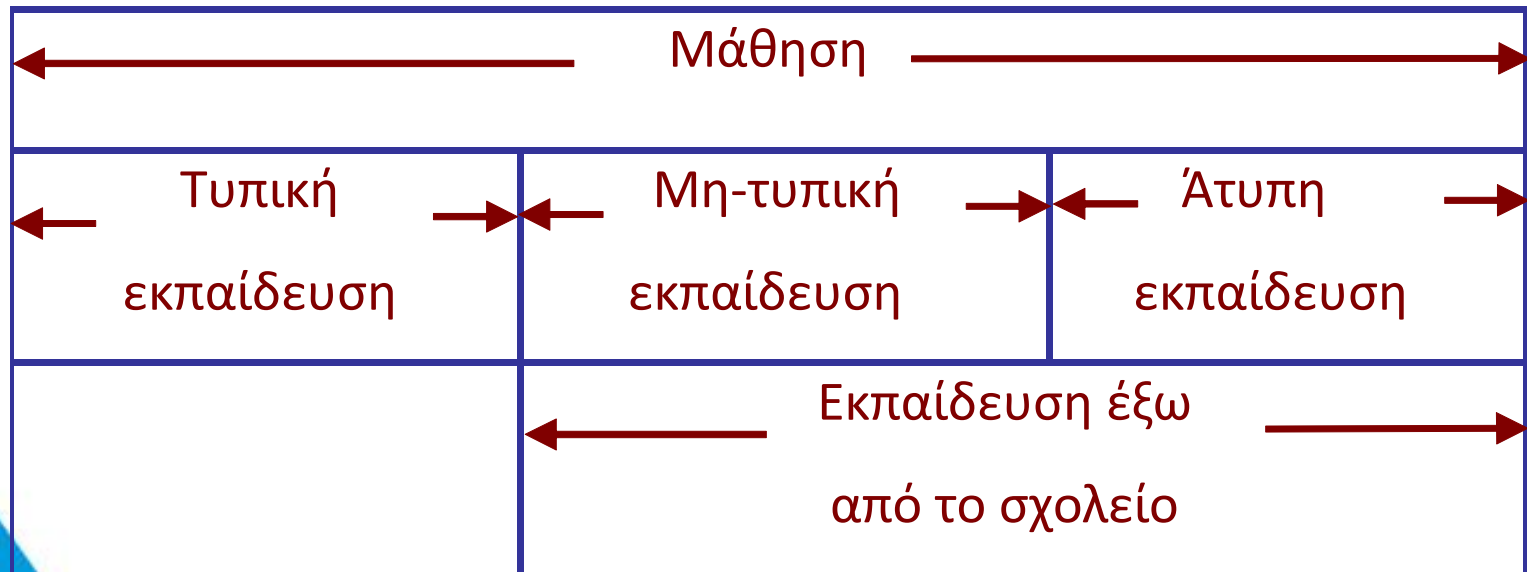 Μάθηση
Τυπική
εκπαίδευση
Μη-τυπική
εκπαίδευση
Άτυπη
εκπαίδευση
Εκπαίδευση έξω
από το σχολείο